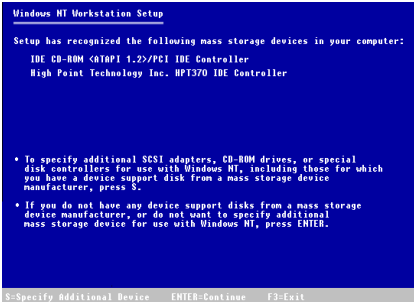 Windows NT Workstation Setup
Setup has recognized the following mass storage devices in your computer:
IDE CD-ROM <ATAPI 1.2>/PCI IDE Controller
High Point Technology Inc. HPT370 IDE Controller
• To specify additional SCSI adapters, CD-ROM drives, or special
disk controllers for use with Windows NT, including those for which
you have a device support disk from a mass storage device
manufacturer, press S.
• If you do not have any device support disks from a mass storage
device manufacturer, or do not want to specify additional
mass storage device for use with Windows NT, press ENTER.
S=Specify Additional Device ENTER=Continue F3=Exit